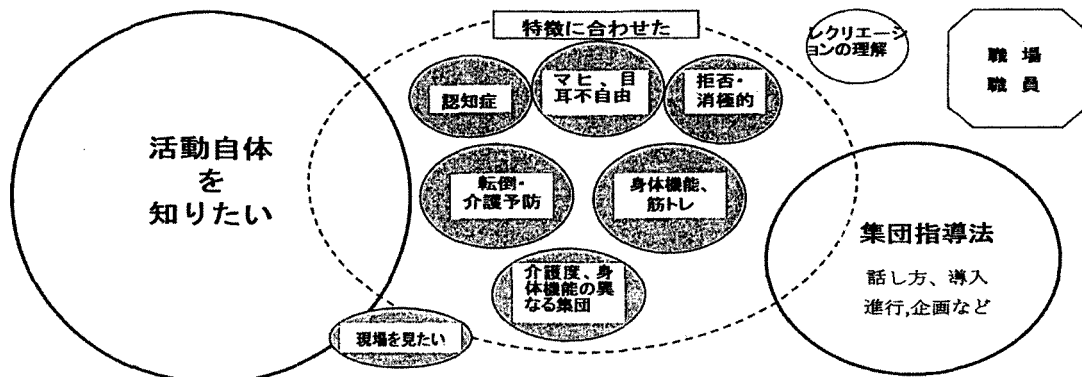 特徴に合わせた
レクリエーシ
ョンの理解
職 場
職 員
認知症
マヒ、目
耳不自由
拒否・
消極的
活動自体
を
知りたい
転倒・
介護予防
身体機能、
筋トレ
集団指導法
話し方、導入
進行,企画など
介護度、身
体機能の異
なる集団
現場を見たい